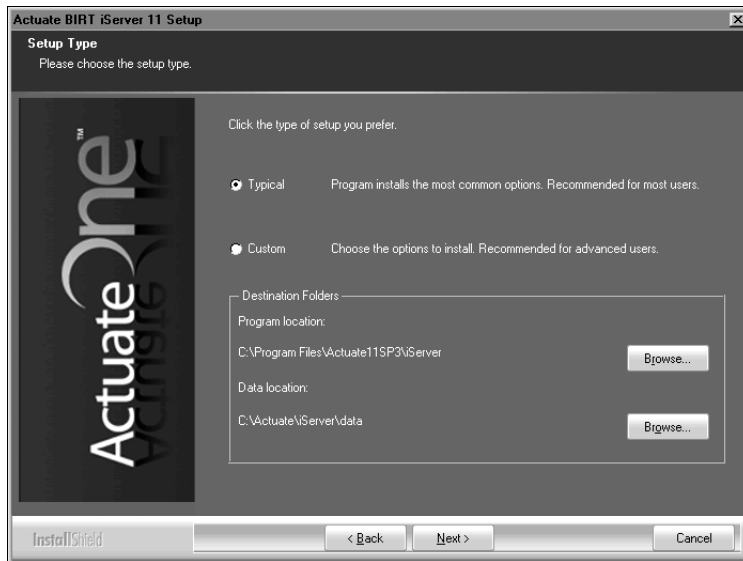 Actuate BIRT iServer 11 Setup
Setup Type
Please choose the setup type.
ActuateOne™
Click the type of setup you prefer.
Typical Program installs the most common options. Recommended for most users.
Custom Choose the options to install. Recommended for advanced users.
Destination Folders
Program location:
C:\Program Files\Actuate11SP3\iServer
Browse...
Data location:
C:\Actuate\iServer\data
Browse...
InstallShield
< Back
Next >
Cancel